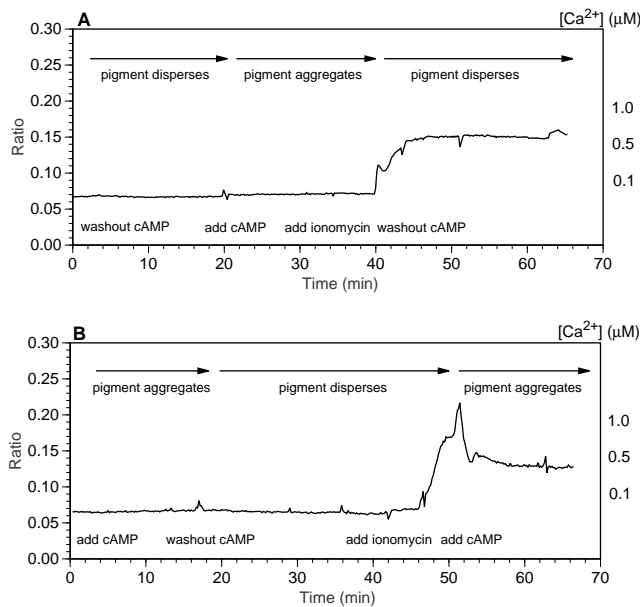 A
[Ca2+] (μM)
0.30
0.25
0.20
0.15
0.10
0.05
0.00
Ratio
pigment disperses
pigment aggregates
pigment disperses
1.0
0.5
0.1
washout cAMP
add cAMP
add ionomycin
washout cAMP
0 10 20 30 40 50 60 70
Time (min)
B
[Ca2+] (μM)
0.30
0.25
0.20
0.15
0.10
0.05
0.00
Ratio
pigment aggregates
pigment disperses
pigment aggregates
1.0
0.5
0.1
add cAMP
washout cAMP
add ionomycin
add cAMP
0 10 20 30 40 50 60 70
Time (min)